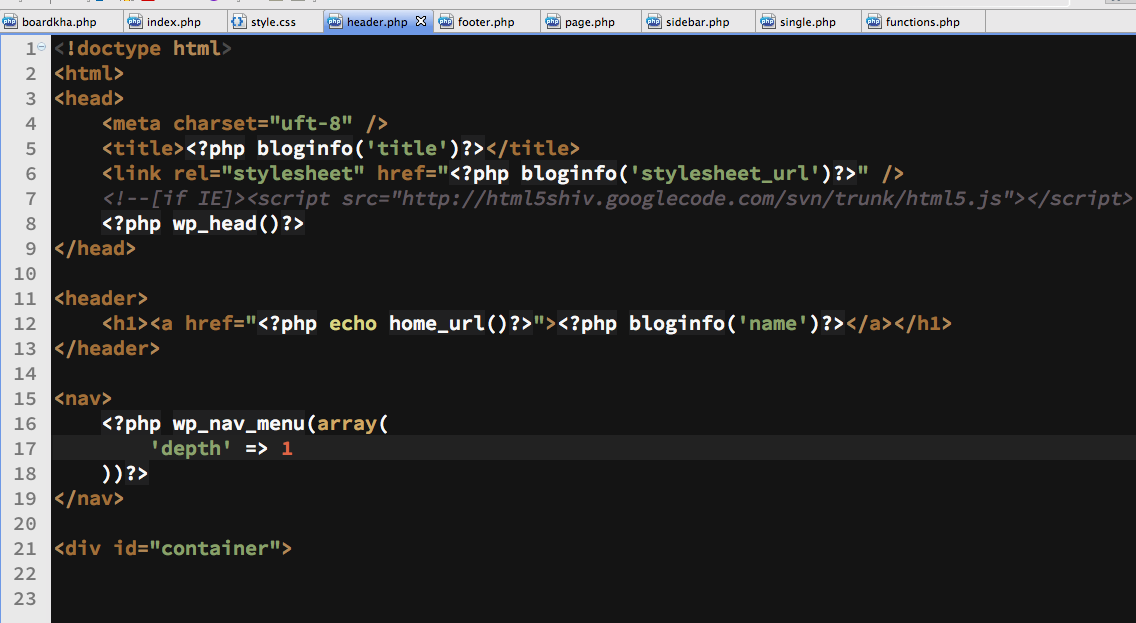 boardkha.php index.php style.css header.php footer.php page.php sidebar.php single.php functions.php
1 <!doctype html>
2 <html>
3 <head>
4 <meta charset="uft-8" />
5 <title><?php bloginfo('title')?></title>
6 <link rel="stylesheet" href="<?php bloginfo('stylesheet_url')?>" />
7 <!--[if IE]><script src="http://html5shiv.googlecode.com/svn/trunk/html5.js"></script>
8 <?php wp_head()?>
9 </head>
10
11 <header>
12 <h1><a href="<?php echo home_url()?>"><?php bloginfo('name')?></a></h1>
13 </header>
14
15 <nav>
16 <?php wp_nav_menu(array(
17 'depth' => 1
18 ))?>
19 </nav>
20
21 <div id="container">
22
23